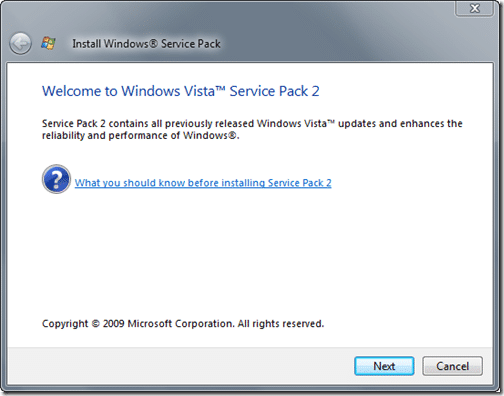 Install Windows® Service Pack
Welcome to Windows Vista™ Service Pack 2
Service Pack 2 contains all previously released Windows Vista™ updates and enhances the
reliability and performance of Windows®.
What you should know before installing Service Pack 2
Copyright © 2009 Microsoft Corporation. All rights reserved.
Next Cancel